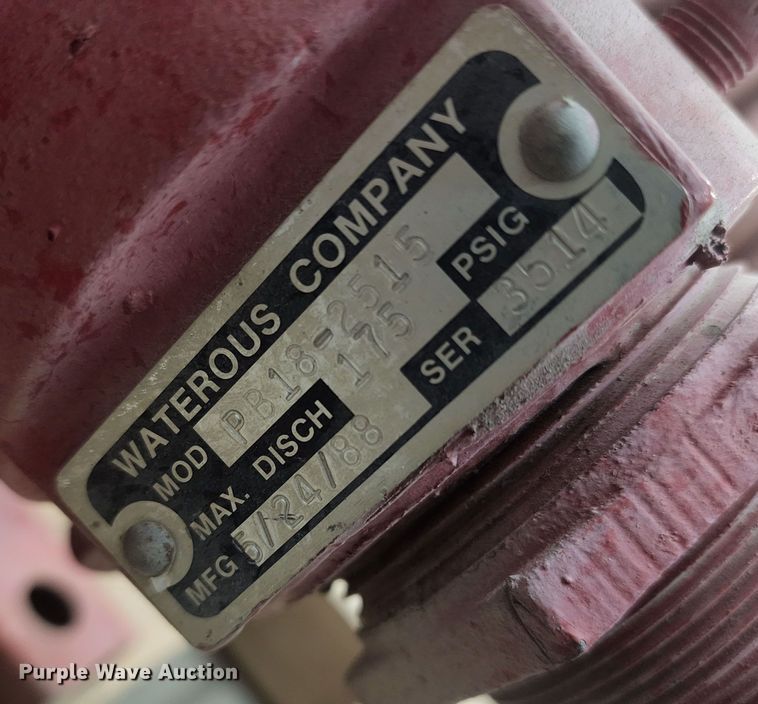 WATEROUS COMPANY
MOD PB18-2515
MAX. DISCH 175 PSIG
MFG 5/24/88 SER 3514
Purple Wave Auction